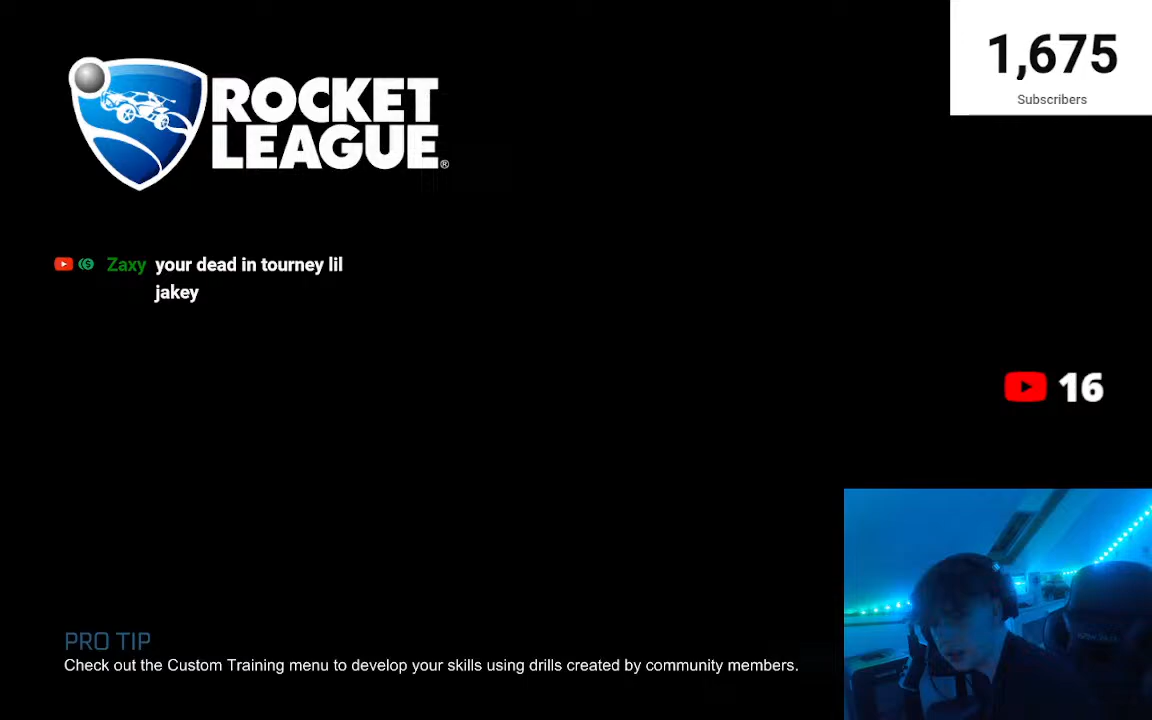 1,675
Subscribers
ROCKET
LEAGUE®
Zaxy your dead in tourney lil
jakey
16
PRO TIP
Check out the Custom Training menu to develop your skills using drills created by community members.